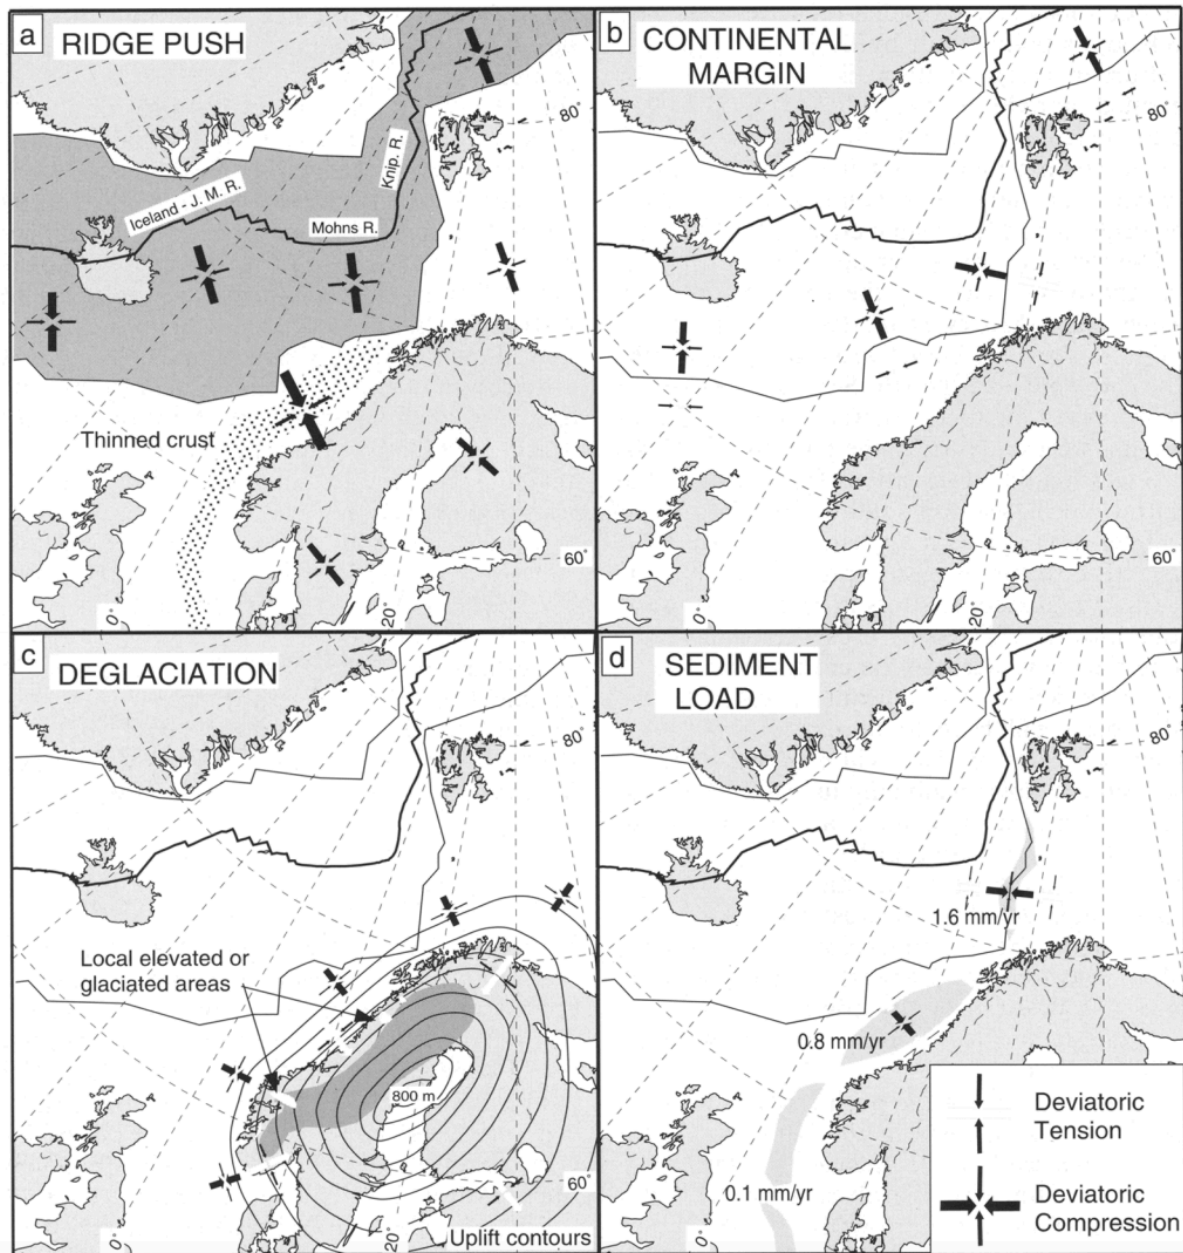 a
RIDGE PUSH
Knip. R.
Iceland - J. M. R.
Mohns R.
80°
Thinned crust
60°
0°
20°
b
CONTINENTAL
MARGIN
80°
60°
0°
20°
c
DEGLACIATION
80°
Local elevated or
glaciated areas
800 m
60°
0°
20°
Uplift contours
d
SEDIMENT
LOAD
80°
1.6 mm/yr
0.8 mm/yr
0.1 mm/yr
0°
Deviatoric
Tension
Deviatoric
Compression